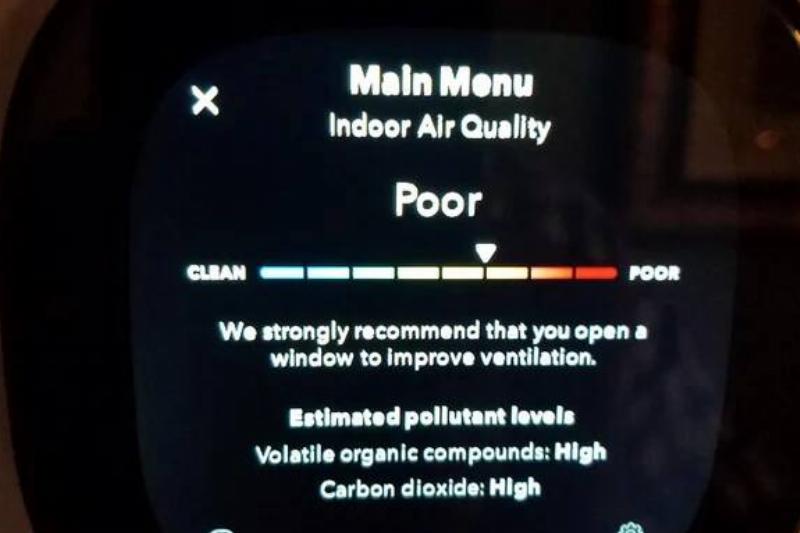 Main Menu
Indoor Air Quality
Poor
CLEAN POOR
We strongly recommend that you open a
window to improve ventilation.
Estimated pollutant levels
Volatile organic compounds: High
Carbon dioxide: High